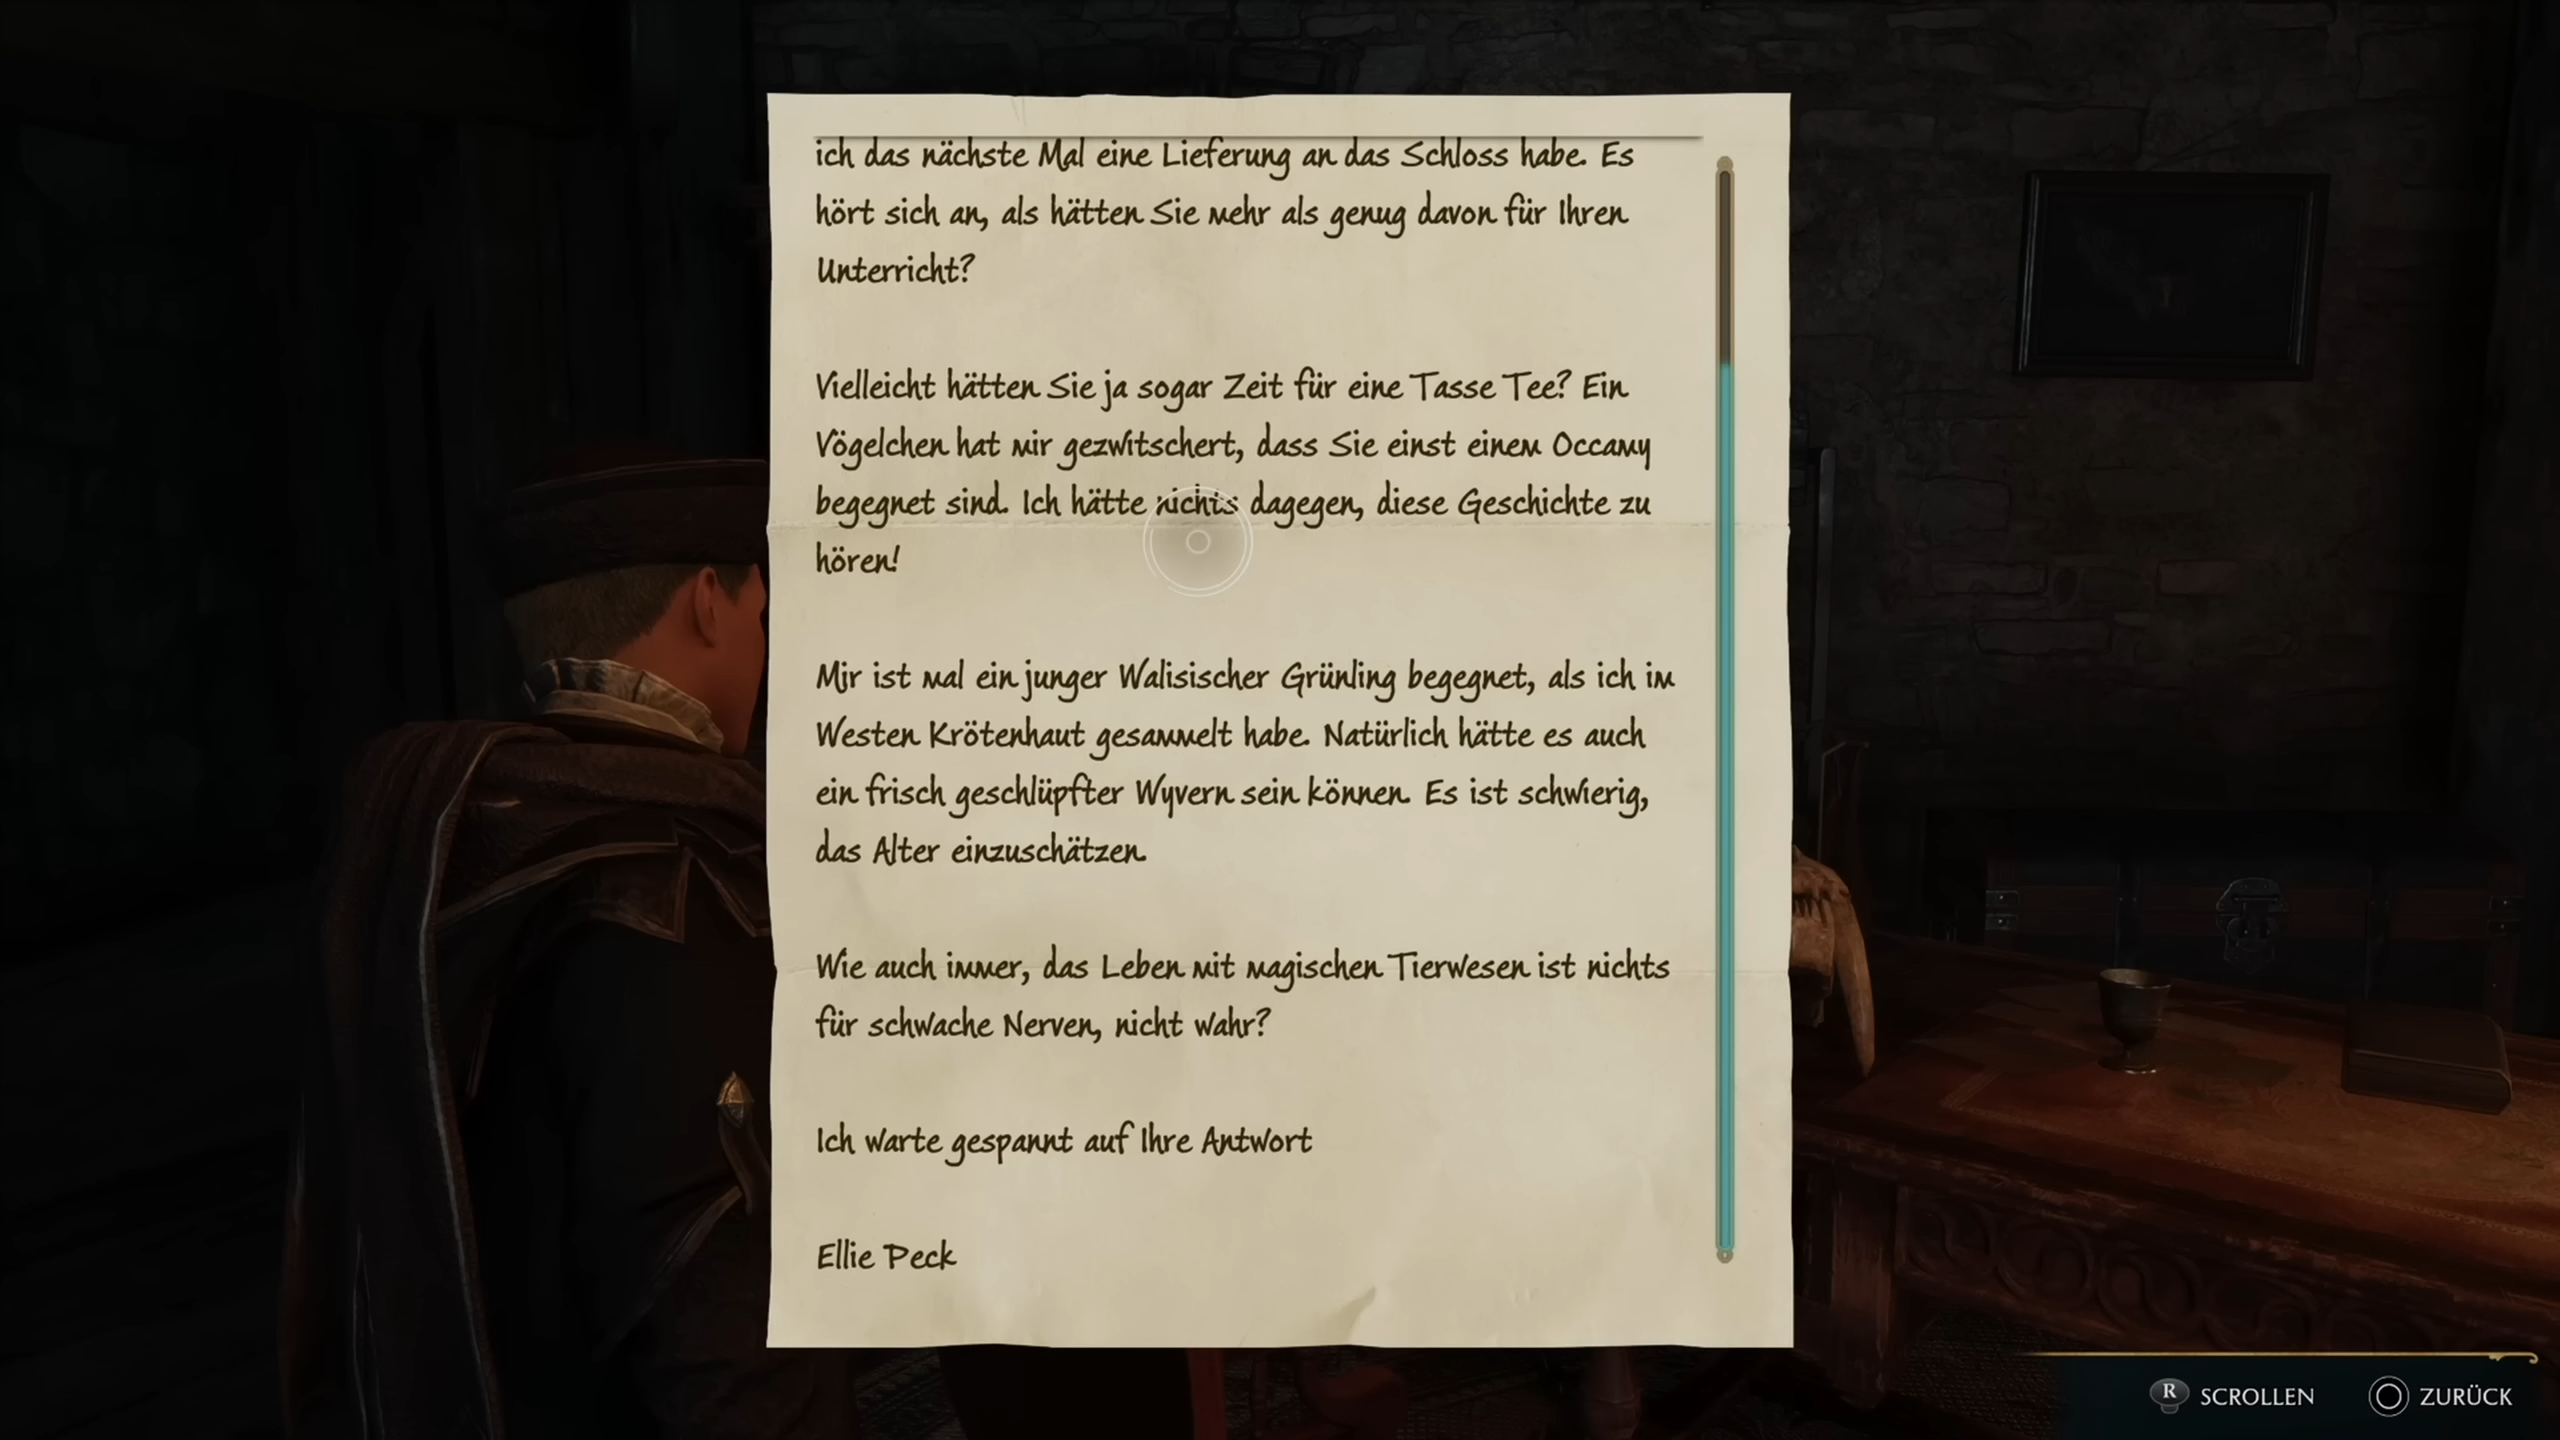 ich das nächste Mal eine Lieferung an das Schloss habe. Es
hört sich an, als hätten Sie mehr als genug davon für Ihren
Unterricht?
Vielleicht hätten Sie ja sogar Zeit für eine Tasse Tee? Ein
Vögelchen hat mir gezwitschert, dass Sie einst einem Occamy
begegnet sind. Ich hätte nichts dagegen, diese Geschichte zu
hören!
Mir ist mal ein junger Walisischer Grünling begegnet, als ich im
Westen Krötenhaut gesammelt habe. Natürlich hätte es auch
ein frisch geschlüpfter Wyvern sein können. Es ist schwierig,
das Alter einzuschätzen.
Wie auch immer, das Leben mit magischen Tierwesen ist nichts
für schwache Nerven, nicht wahr?
Ich warte gespannt auf Ihre Antwort
Ellie Peck
R SCROLLEN
ZURÜCK